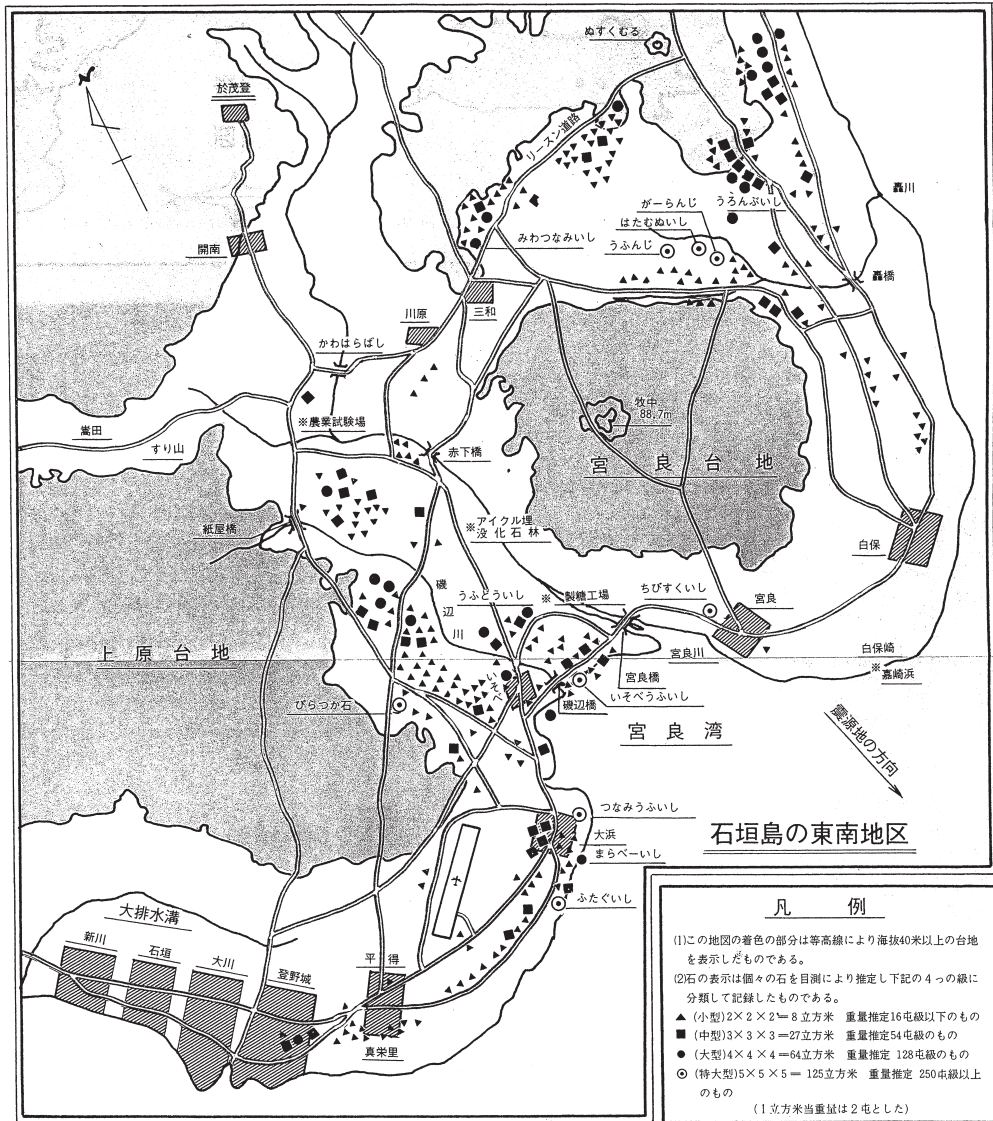 ぬすくむる
於茂登
リースン道路
轟川
がーらんじ
うろんぶいし
はたむぬいし
みわつなみいし
うふんじ
開南
轟橋
川原
三和
かわはらばし
牧中
88.7m
※農業試験場
嵩田
すり山
赤下橋
宮良台地
※アイクル埋
没化石林
紙屋橋
白保
磯辺川
うふどういし
※製糖工場
ちびすくいし
宮良
上原台地
宮良川
白保崎
※嘉崎浜
いそべ
宮良橋
いそべうふいし
びらつか石
磯辺橋
宮良湾
震源地の方向
つなみうふいし
石垣島の東南地区
大浜
まらべーいし
ふたぐいし
大排水溝
新川
石垣
大川
登野城
平得
真栄里
凡例
(1)この地図の着色の部分は等高線により海抜40米以上の台地
を表示しだものである。
(2)石の表示は個々の石を目測により推定し下記の4っの級に
分類して記録したものである。
▲ (小型)2×2×2=8立方米 重量推定16屯級以下のもの
■ (中型)3×3×3=27立方米 重量推定54屯級のもの
● (大型)4×4×4=64立方米 重量推定 128屯級のもの
◎ (特大型)5×5×5= 125立方米 重量推定 250屯級以上
のもの
(1立方米当重量は2屯とした)